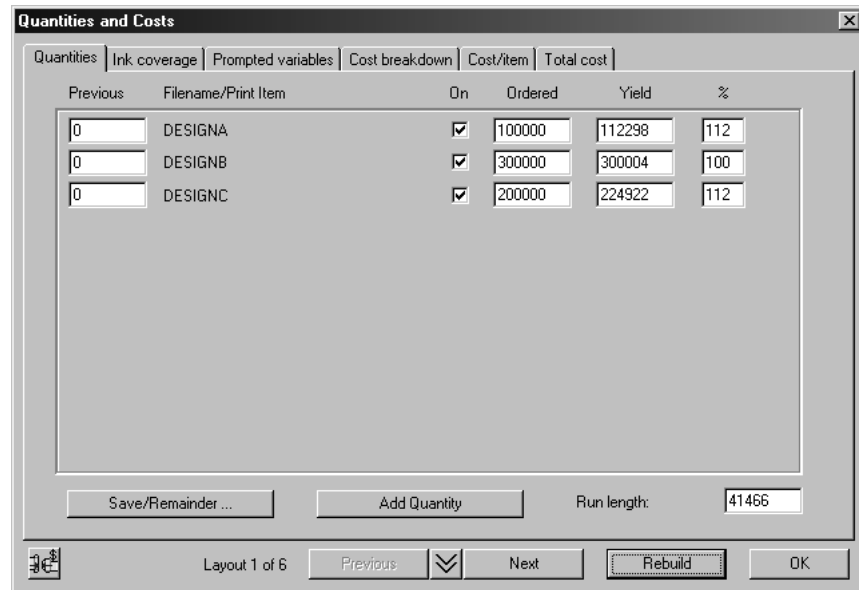 Quantities and Costs
Quantities Ink coverage Prompted variables Cost breakdown Cost/item Total cost
Previous Filename/Print Item On Ordered Yield %
0 DESIGNA 100000 112298 112
0 DESIGNB 300000 300004 100
0 DESIGNC 200000 224922 112
Save/Remainder ... Add Quantity Run length: 41466
Layout 1 of 6 Previous Next Rebuild OK